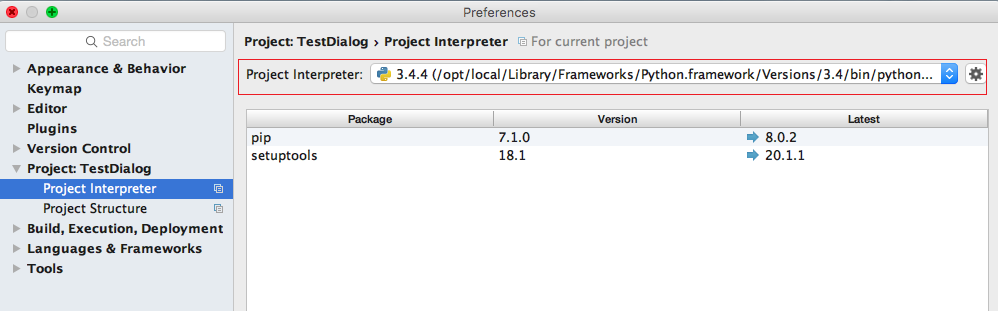 Preferences
Search
Project: TestDialog › Project Interpreter For current project
Appearance & Behavior
Keymap
Editor
Plugins
Version Control
Project: TestDialog
Project Interpreter
Project Structure
Build, Execution, Deployment
Languages & Frameworks
Tools
Project Interpreter: 3.4.4 (/opt/local/Library/Frameworks/Python.framework/Versions/3.4/bin/python...
Package Version Latest
pip 7.1.0 8.0.2
setuptools 18.1 20.1.1